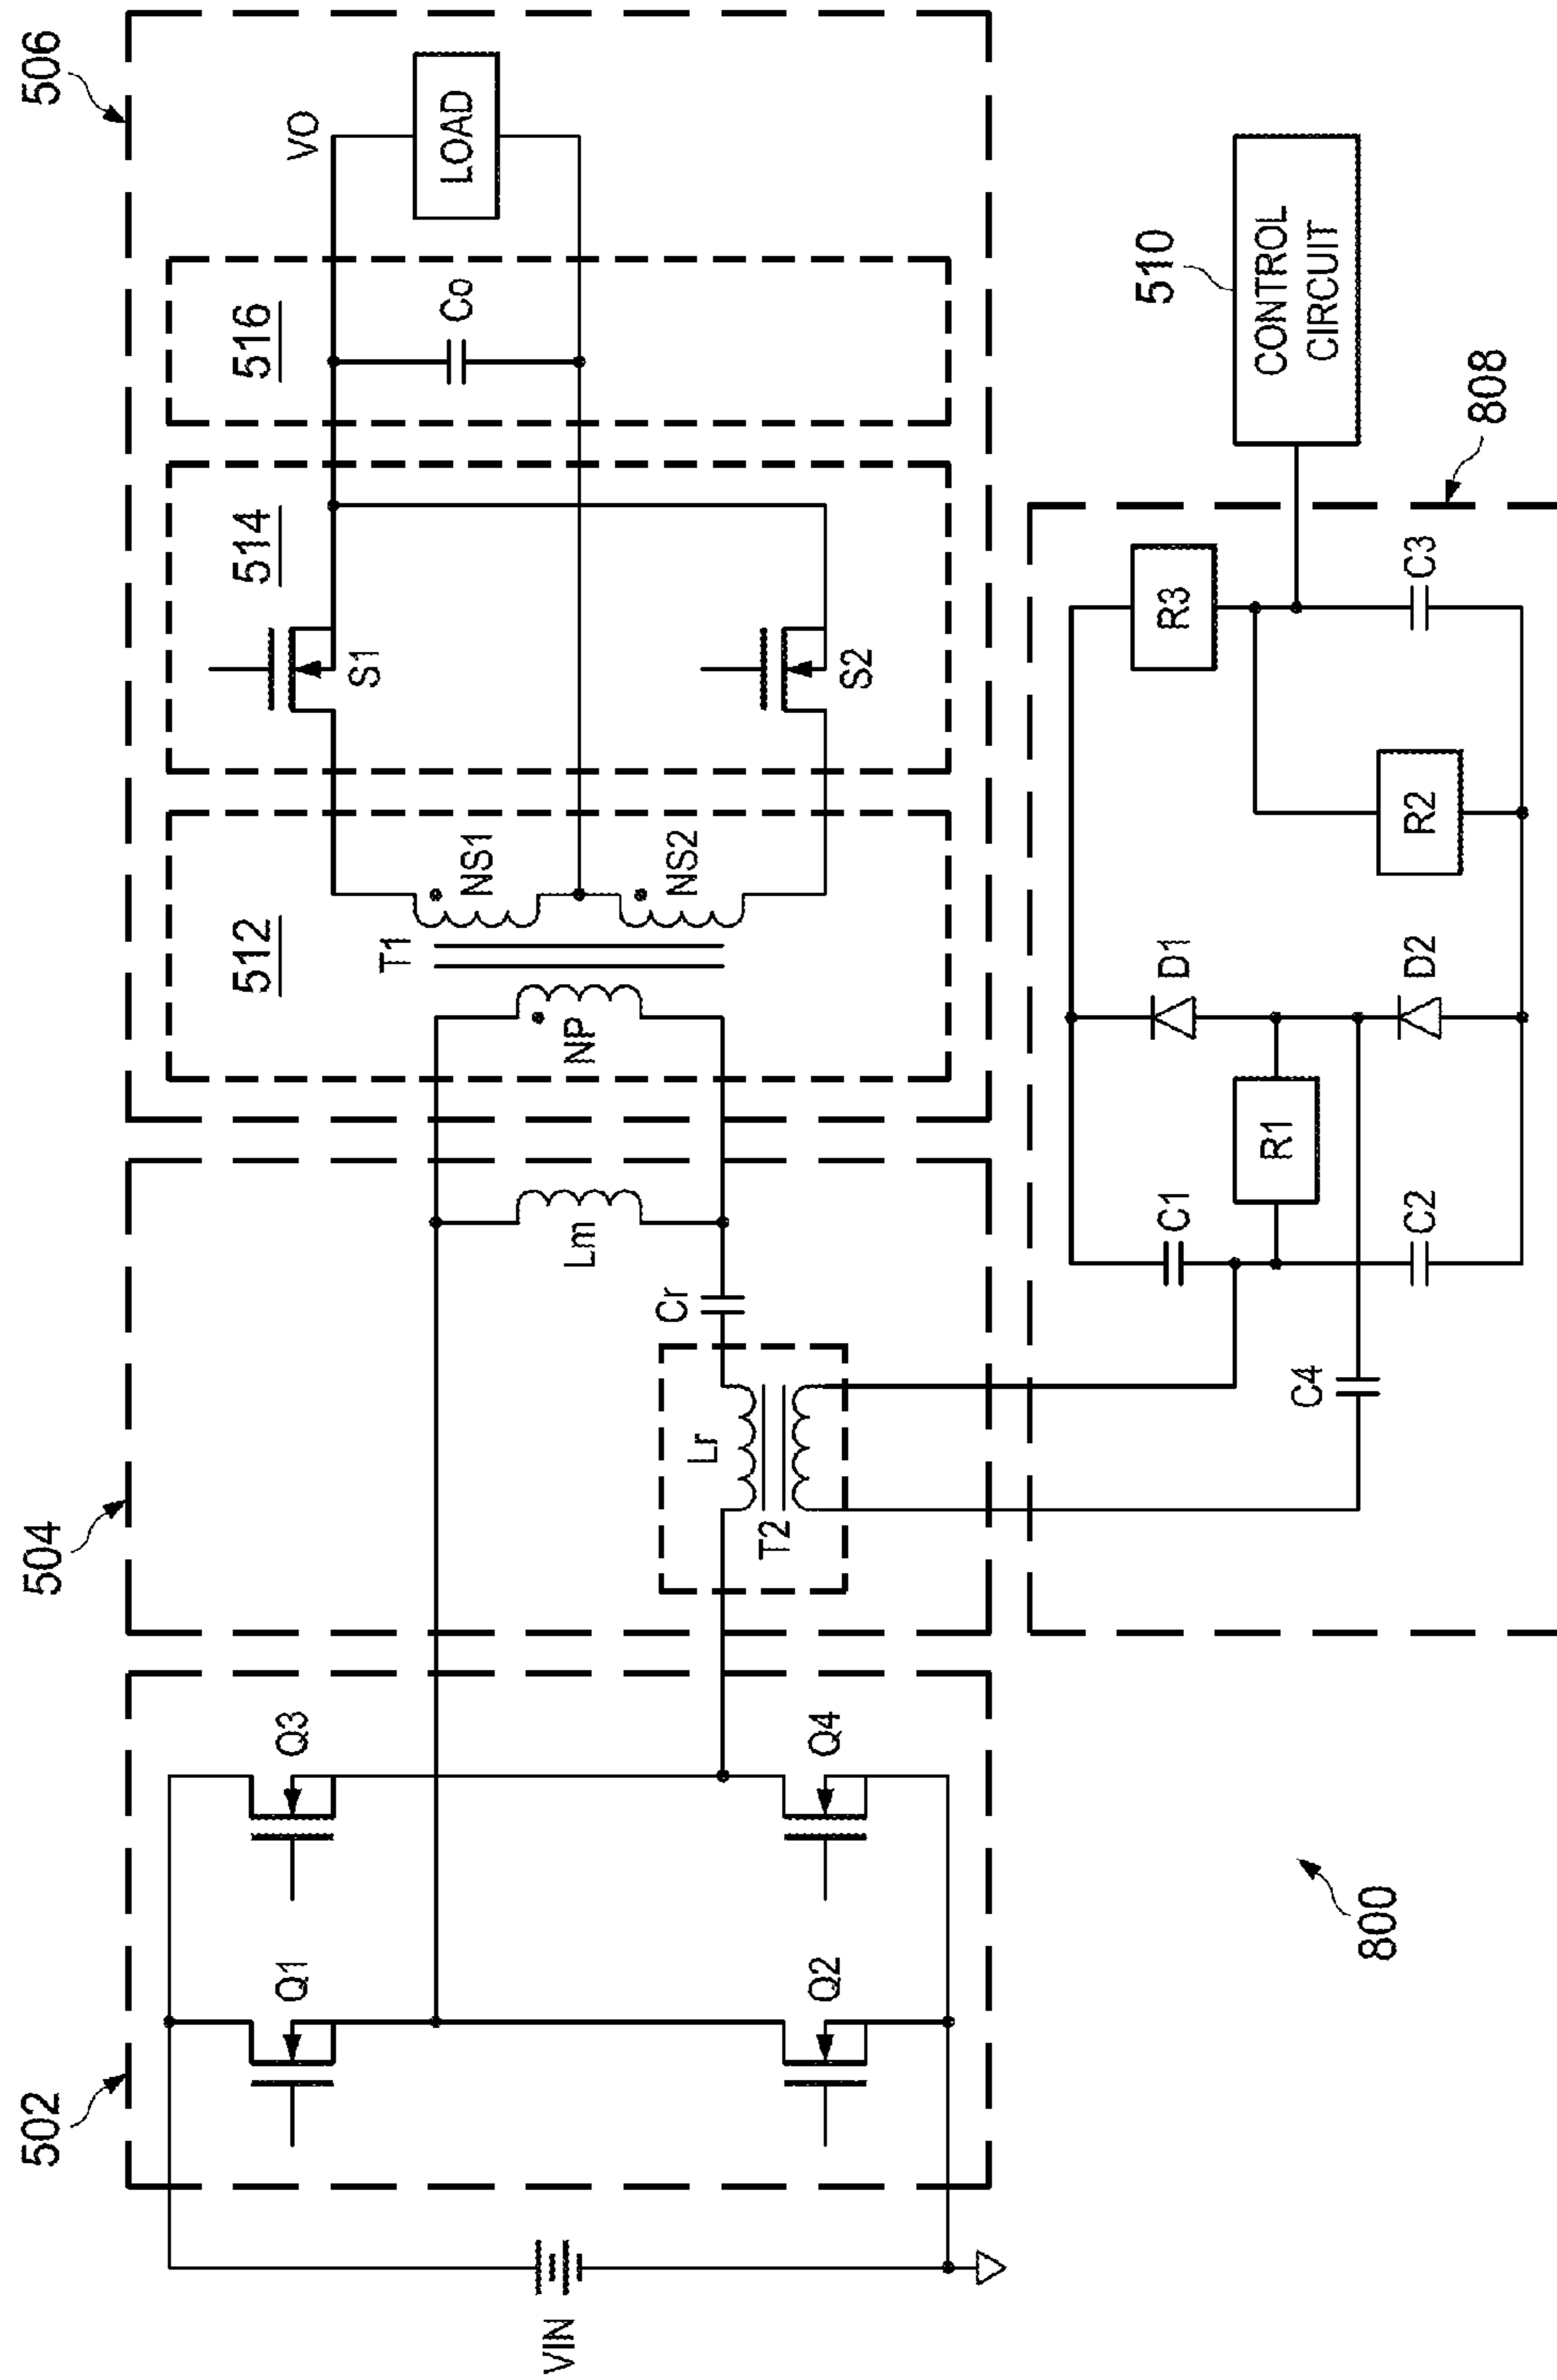 502
504
506
VIN
Q1
Q3
Q2
Q4
Lm
Cr
Lr
T2
512
T1
NP
NS1
NS2
514
S1
S2
516
Co
VO
LOAD
800
808
C4
C1
C2
R1
D1
D2
R2
R3
C3
510
CONTROL
CIRCUIT